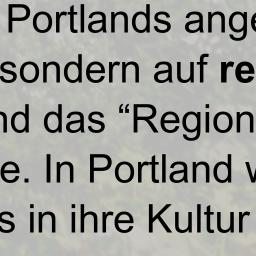 Portlands ange
sondern auf re
nd das “Region
e. In Portland w
s in ihre Kultur